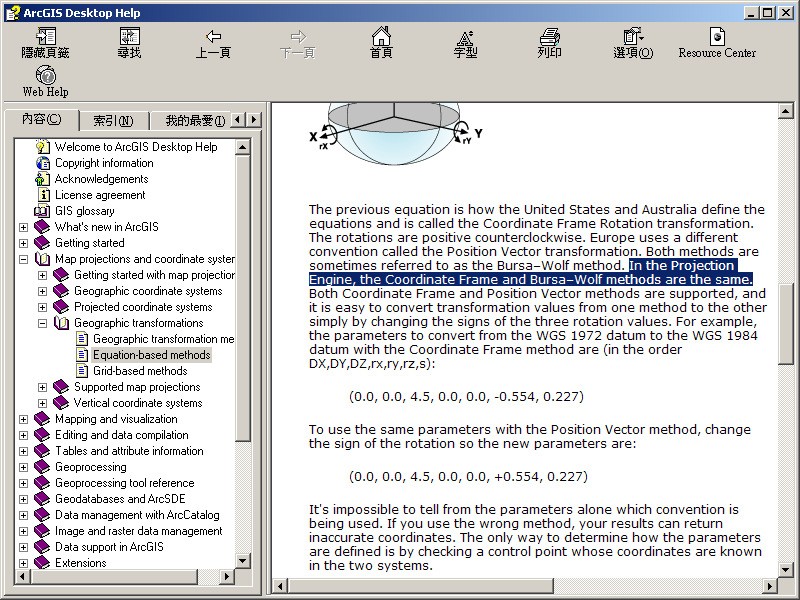 ArcGIS Desktop Help
隱藏頁籤
尋找
上一頁
下一頁
首頁
字型
列印
選項(O)
Resource Center
Web Help
內容(C)
索引(N)
我的最愛(I)
Welcome to ArcGIS Desktop Help
Copyright information
Acknowledgements
License agreement
GIS glossary
What's new in ArcGIS
Getting started
Map projections and coordinate syster
Getting started with map projection
Geographic coordinate systems
Projected coordinate systems
Geographic transformations
Geographic transformation me
Equation-based methods
Grid-based methods
Supported map projections
Vertical coordinate systems
Mapping and visualization
Editing and data compilation
Tables and attribute information
Geoprocessing
Geoprocessing tool reference
Geodatabases and ArcSDE
Data management with ArcCatalog
Image and raster data management
Data support in ArcGIS
Extensions
X
rX
Y
rY
The previous equation is how the United States and Australia define the
equations and is called the Coordinate Frame Rotation transformation.
The rotations are positive counterclockwise. Europe uses a different
convention called the Position Vector transformation. Both methods are
sometimes referred to as the Bursa–Wolf method. In the Projection
Engine, the Coordinate Frame and Bursa–Wolf methods are the same.
Both Coordinate Frame and Position Vector methods are supported, and
it is easy to convert transformation values from one method to the other
simply by changing the signs of the three rotation values. For example,
the parameters to convert from the WGS 1972 datum to the WGS 1984
datum with the Coordinate Frame method are (in the order
DX,DY,DZ,rx,ry,rz,s):
(0.0, 0.0, 4.5, 0.0, 0.0, -0.554, 0.227)
To use the same parameters with the Position Vector method, change
the sign of the rotation so the new parameters are:
(0.0, 0.0, 4.5, 0.0, 0.0, +0.554, 0.227)
It's impossible to tell from the parameters alone which convention is
being used. If you use the wrong method, your results can return
inaccurate coordinates. The only way to determine how the parameters
are defined is by checking a control point whose coordinates are known
in the two systems.